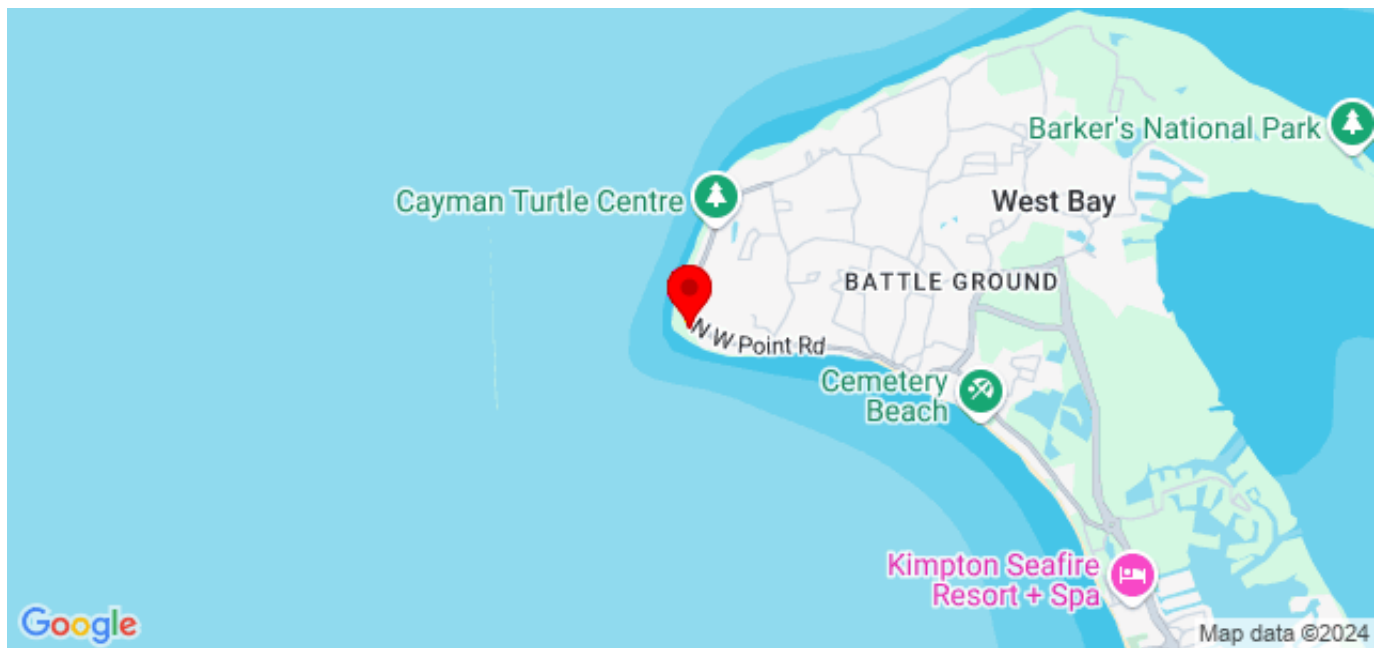 Barker's National Park
Cayman Turtle Centre
West Bay
BATTLE GROUND
N W Point Rd
Cemetery
Beach
Kimpton Seafire
Resort + Spa
Google
Map data ©2024